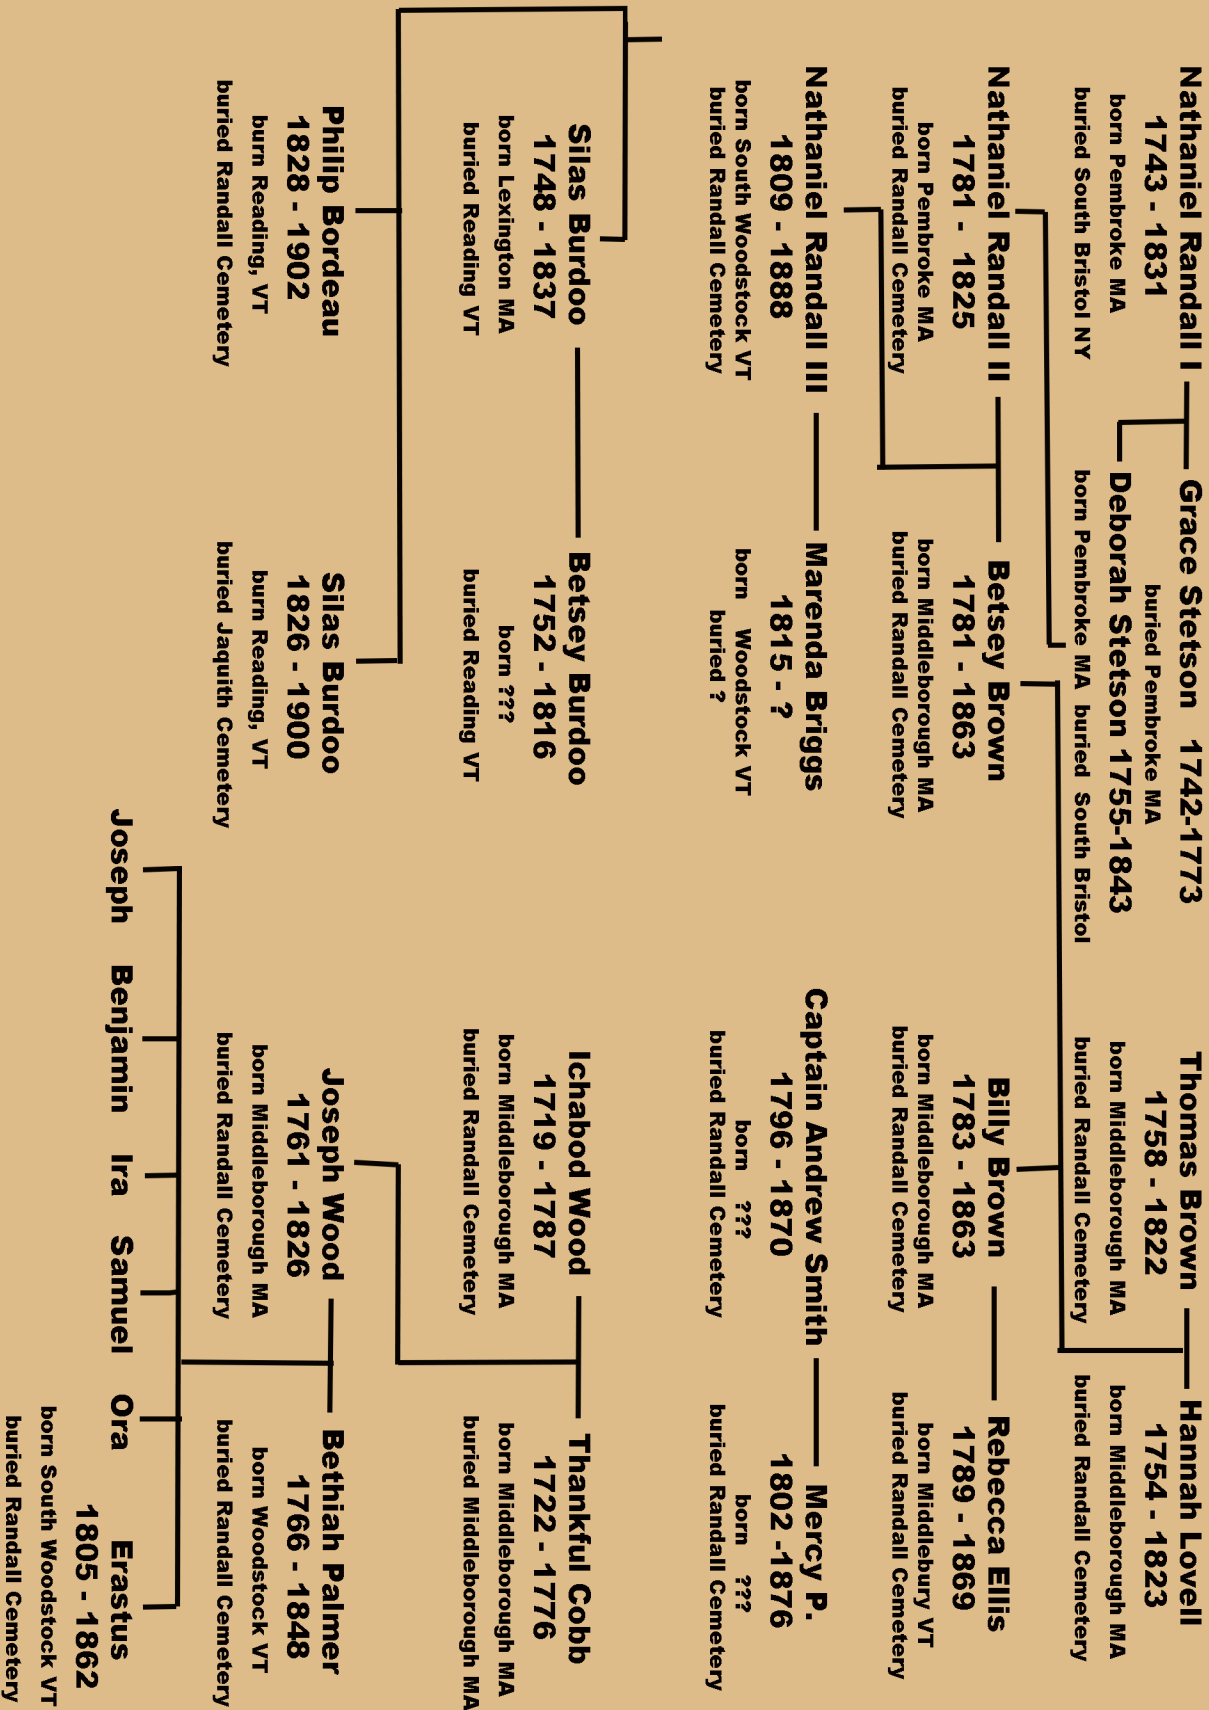 Nathaniel Randall I
1743 - 1831
born Pembroke MA
buried South Bristol NY
Grace Stetson 1742-1773
buried Pembroke MA
Deborah Stetson 1755-1843
born Pembroke MA buried South Bristol
Thomas Brown
1758 - 1822
born Middleborough MA
buried Randall Cemetery
Hannah Lovell
1754 - 1823
born Middleborough MA
buried Randall Cemetery
Nathaniel Randall II
1781 - 1825
born Pembroke MA
buried Randall Cemetery
Betsey Brown
1781 - 1863
born Middleborough MA
buried Randall Cemetery
Billy Brown
1783 - 1863
born Middleborough MA
buried Randall Cemetery
Rebecca Ellis
1789 - 1869
born Middlebury VT
buried Randall Cemetery
Nathaniel Randall III
1809 - 1888
born South Woodstock VT
buried Randall Cemetery
Marenda Briggs
1815 - ?
born Woodstock VT
buried ?
Captain Andrew Smith
1796 - 1870
born ???
buried Randall Cemetery
Mercy P.
1802 -1876
born ???
buried Randall Cemetery
Silas Burdoo
1748 - 1837
born Lexington MA
buried Reading VT
Betsey Burdoo
1752 - 1816
born ???
buried Reading VT
Ichabod Wood
1719 - 1787
born Middleborough MA
buried Randall Cemetery
Thankful Cobb
1722 - 1776
born Middleborough MA
buried Middleborough MA
Philip Bordeau
1828 - 1902
burn Reading, VT
buried Randall Cemetery
Silas Burdoo
1826 - 1900
burn Reading, VT
buried Jaquith Cemetery
Joseph Wood
1761 - 1826
born Middleborough MA
buried Randall Cemetery
Bethiah Palmer
1766 - 1848
born Woodstock VT
buried Randall Cemetery
Joseph Benjamin Ira Samuel Ora Erastus
1805 - 1862
born South Woodstock VT
buried Randall Cemetery